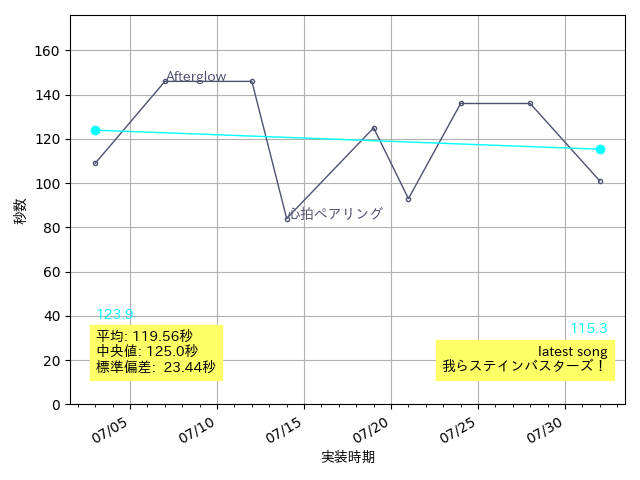 160
140
120
100
80
60
40
20
0
秒数
Afterglow
心拍ペアリング
123.9
平均: 119.56秒
中央値: 125.0秒
標準偏差:  23.44秒
115.3
latest song
我らステインバスターズ！
07/05
07/10
07/15
07/20
07/25
07/30
実装時期